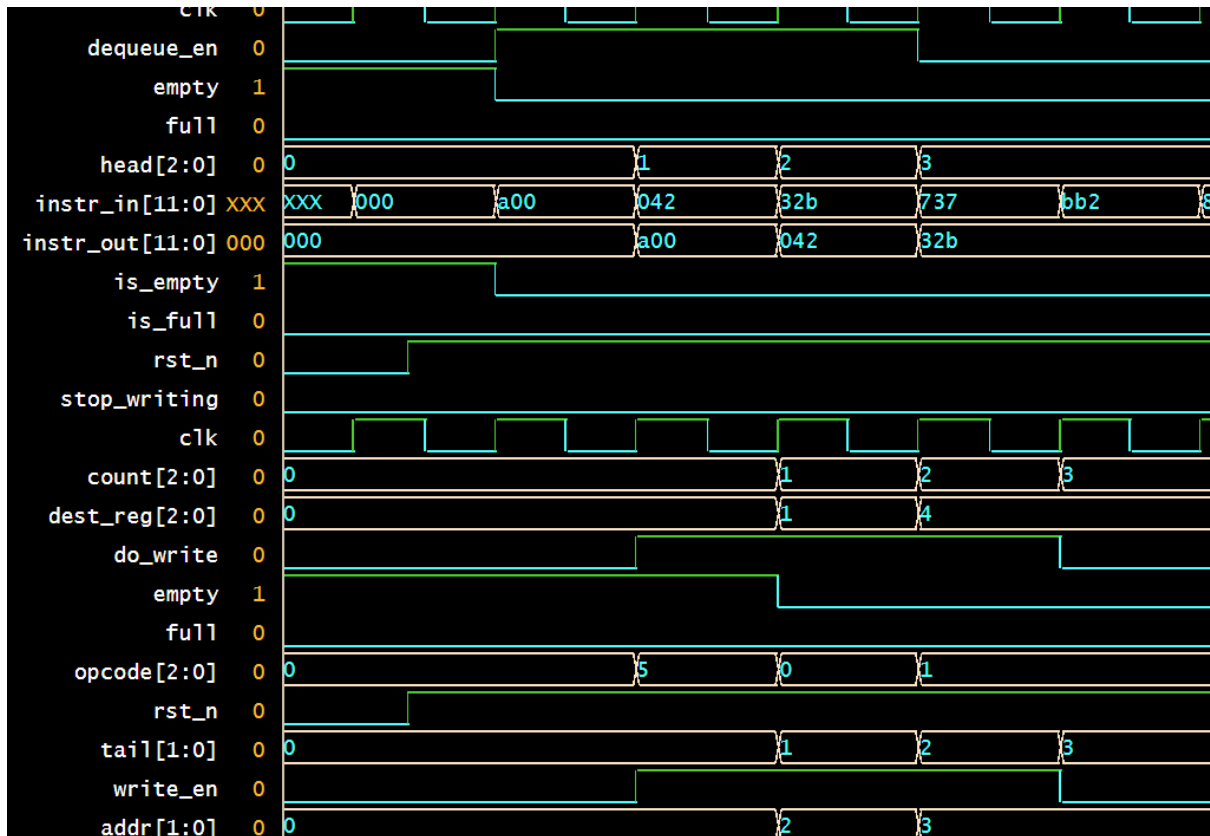 clk 0
dequeue_en 0
empty 1
full 0
head[2:0] 0 0 1 2 3
instr_in[11:0] XXX XXX 000 a00 042 32b 737 bb2 8
instr_out[11:0] 000 000 a00 042 32b
is_empty 1
is_full 0
rst_n 0
stop_writing 0
clk 0
count[2:0] 0 0 1 2 3
dest_reg[2:0] 0 0 1 4
do_write 0
empty 1
full 0
opcode[2:0] 0 0 5 0 1
rst_n 0
tail[1:0] 0 0 1 2 3
write_en 0
addr[1:0] 0 0 2 3